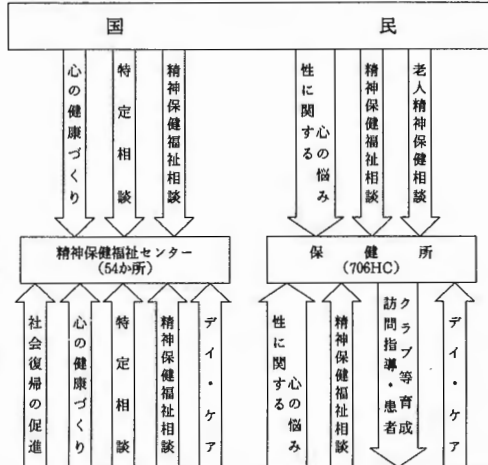 国民
心の健康づくり
特定相談
精神保健福祉相談
性に関する
心の悩み
精神保健福祉相談
老人精神保健相談
精神保健福祉センター
(54か所)
保健所
(706HC)
社会復帰の促進
心の健康づくり
特定相談
精神保健福祉相談
デイ・ケア
性に関する
心の悩み
精神保健福祉相談
訪問指導・患者
クラブ等育成
デイ・ケア